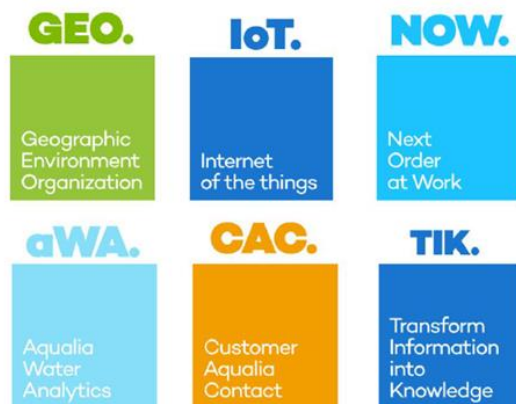 GEO.
Geographic
Environment
Organization
IoT.
Internet
of the things
NOW.
Next
Order
at Work
aWA.
Aqualia
Water
Analytics
CAC.
Customer
Aqualia
Contact
TIK.
Transform
Information
into
Knowledge